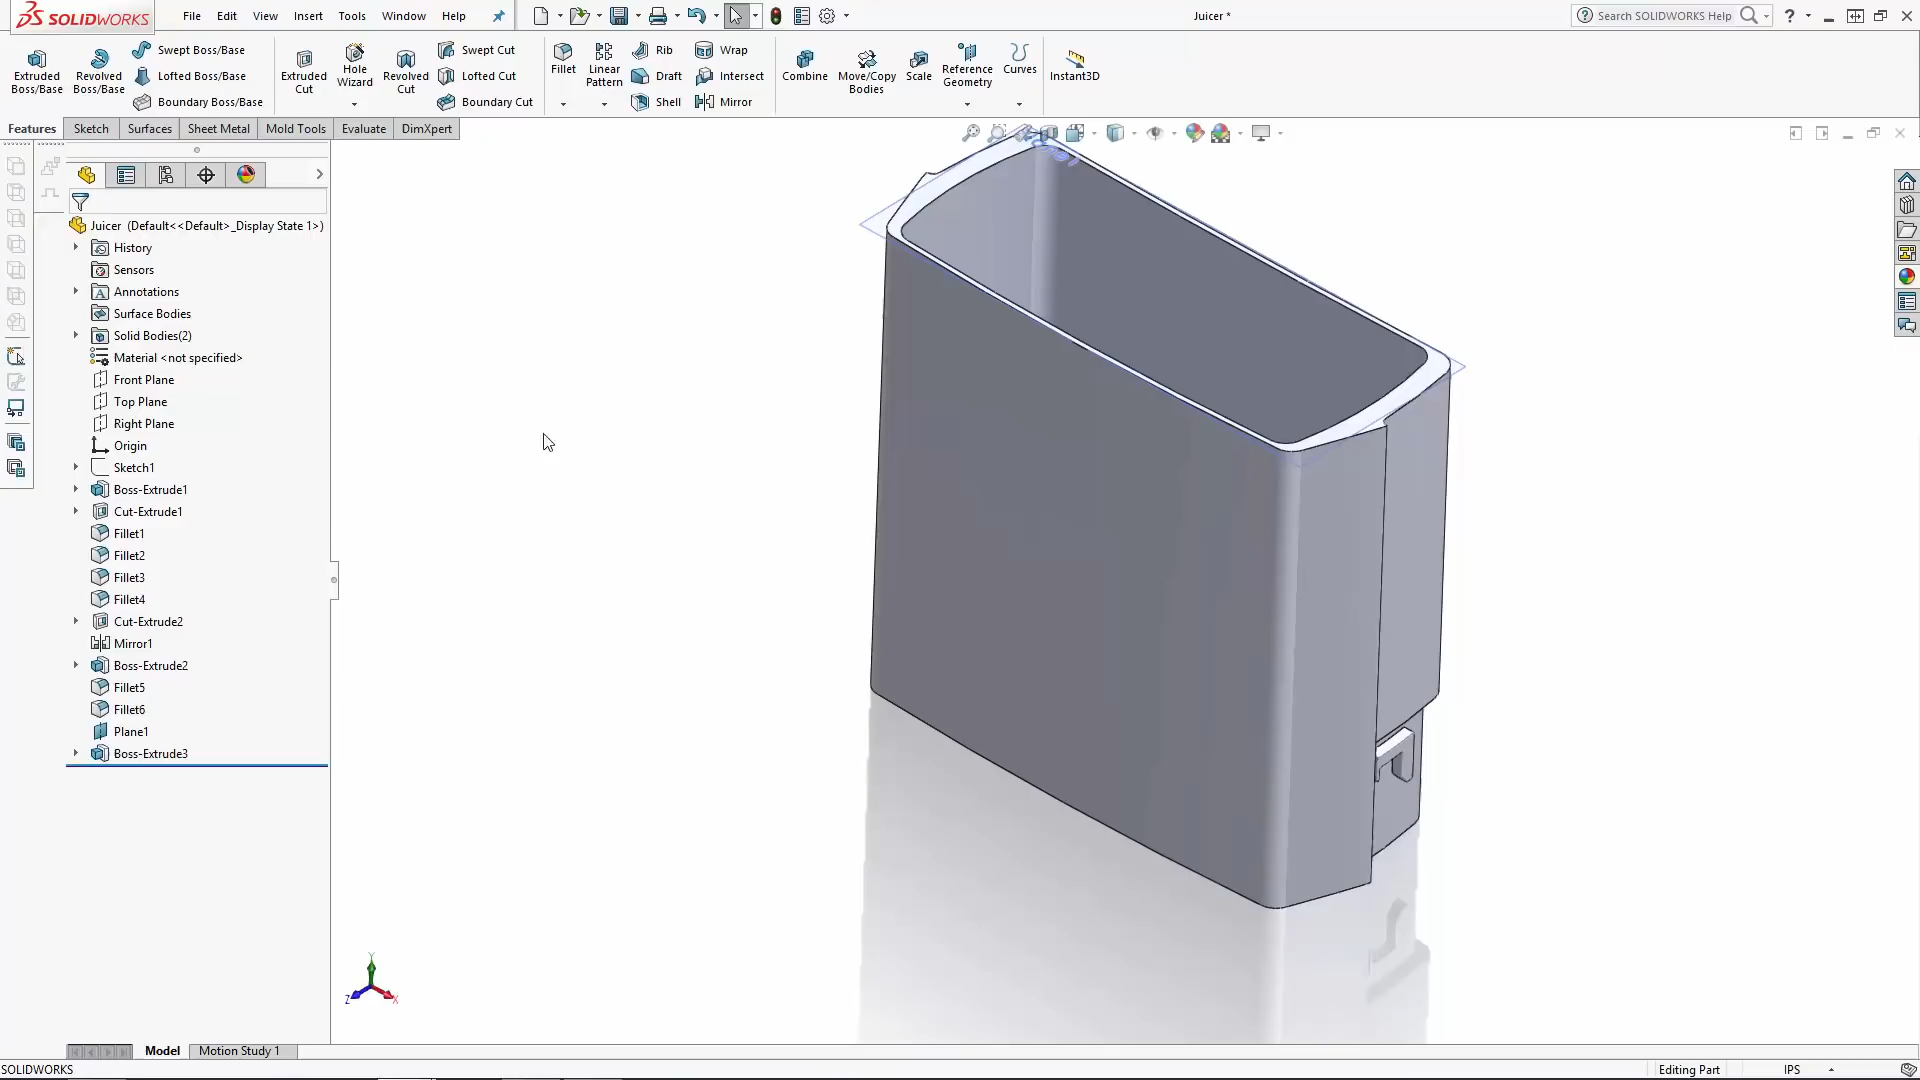 SOLIDWORKS File Edit View Insert Tools Window Help Juicer * Search SOLIDWORKS Help ?
Extruded Boss/Base Revolved Boss/Base Swept Boss/Base Lofted Boss/Base Boundary Boss/Base Extruded Cut Hole Wizard Revolved Cut Swept Cut Lofted Cut Boundary Cut Fillet Linear Pattern Rib Draft Shell Wrap Intersect Mirror Combine Move/Copy Bodies Scale Reference Geometry Curves Instant3D
Features Sketch Surfaces Sheet Metal Mold Tools Evaluate DimXpert
Juicer (Default<<Default>_Display State 1>)
History
Sensors
Annotations
Surface Bodies
Solid Bodies(2)
Material <not specified>
Front Plane
Top Plane
Right Plane
Origin
Sketch1
Boss-Extrude1
Cut-Extrude1
Fillet1
Fillet2
Fillet3
Fillet4
Cut-Extrude2
Mirror1
Boss-Extrude2
Fillet5
Fillet6
Plane1
Boss-Extrude3
Y
Z X
Model Motion Study 1
SOLIDWORKS Editing Part IPS